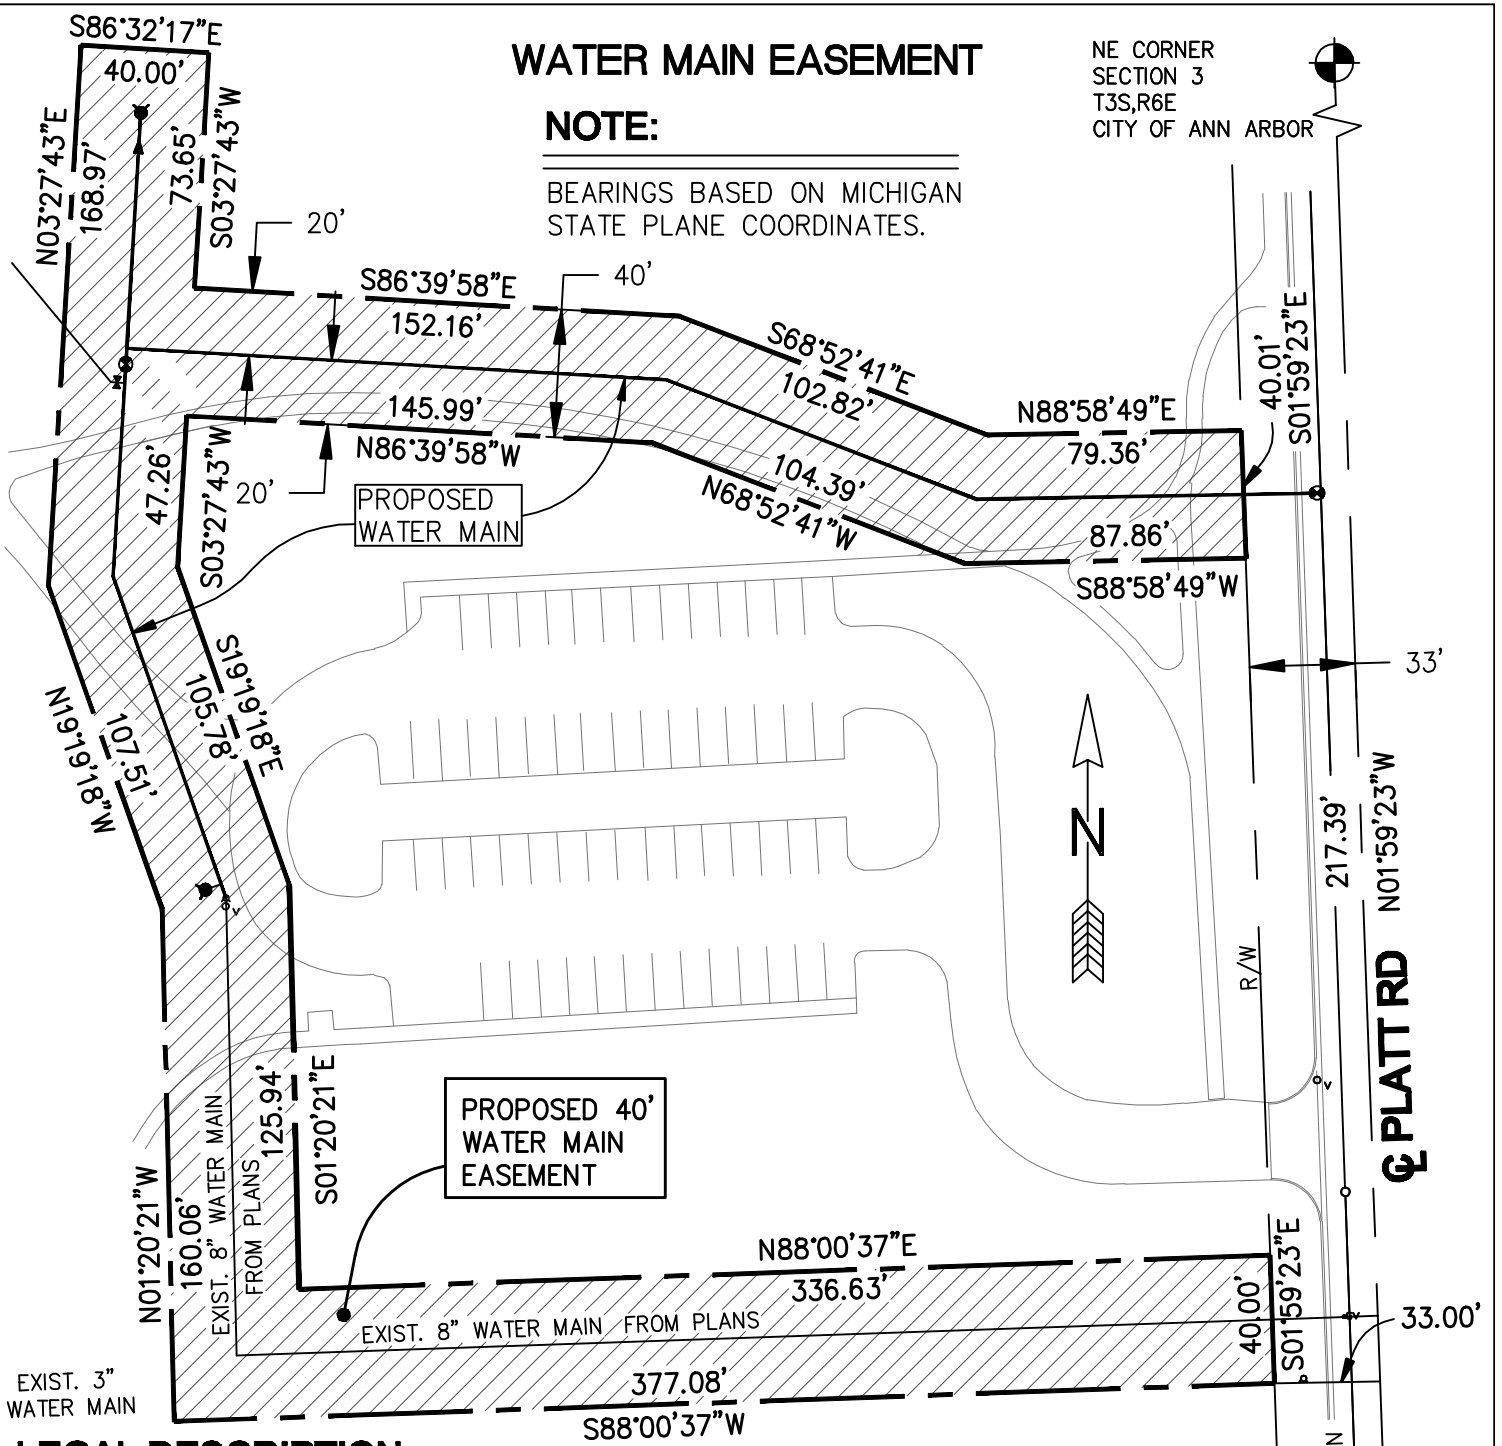 S86°32'17"E
40.00'
WATER MAIN EASEMENT
NOTE:
BEARINGS BASED ON MICHIGAN
STATE PLANE COORDINATES.
NE CORNER
SECTION 3
T3S,R6E
CITY OF ANN ARBOR
N03°27'43"E
168.97'
73.65'
S03°27'43"W
20'
40'
S86°39'58"E
152.16'
S68°52'41"E
102.82'
N88°58'49"E
79.36'
40.01'
S01°59'23"E
145.99'
N86°39'58"W
47.26'
S03°27'43"W
20'
PROPOSED
WATER MAIN
104.39'
N68°52'41"W
87.86'
S88°58'49"W
33'
S19°19'18"E
105.78'
N19°19'18"W
107.51'
N
217.39'
N01°59'23"W
R/W
℄ PLATT RD
125.94'
S01°20'21"E
N01°20'21"W
160.06'
EXIST. 8" WATER MAIN
FROM PLANS
PROPOSED 40'
WATER MAIN
EASEMENT
N88°00'37"E
336.63'
EXIST. 8" WATER MAIN FROM PLANS
40.00'
S01°59'23"E
33.00'
377.08'
S88°00'37"W
EXIST. 3"
WATER MAIN
LEGAL DESCRIPTION
N